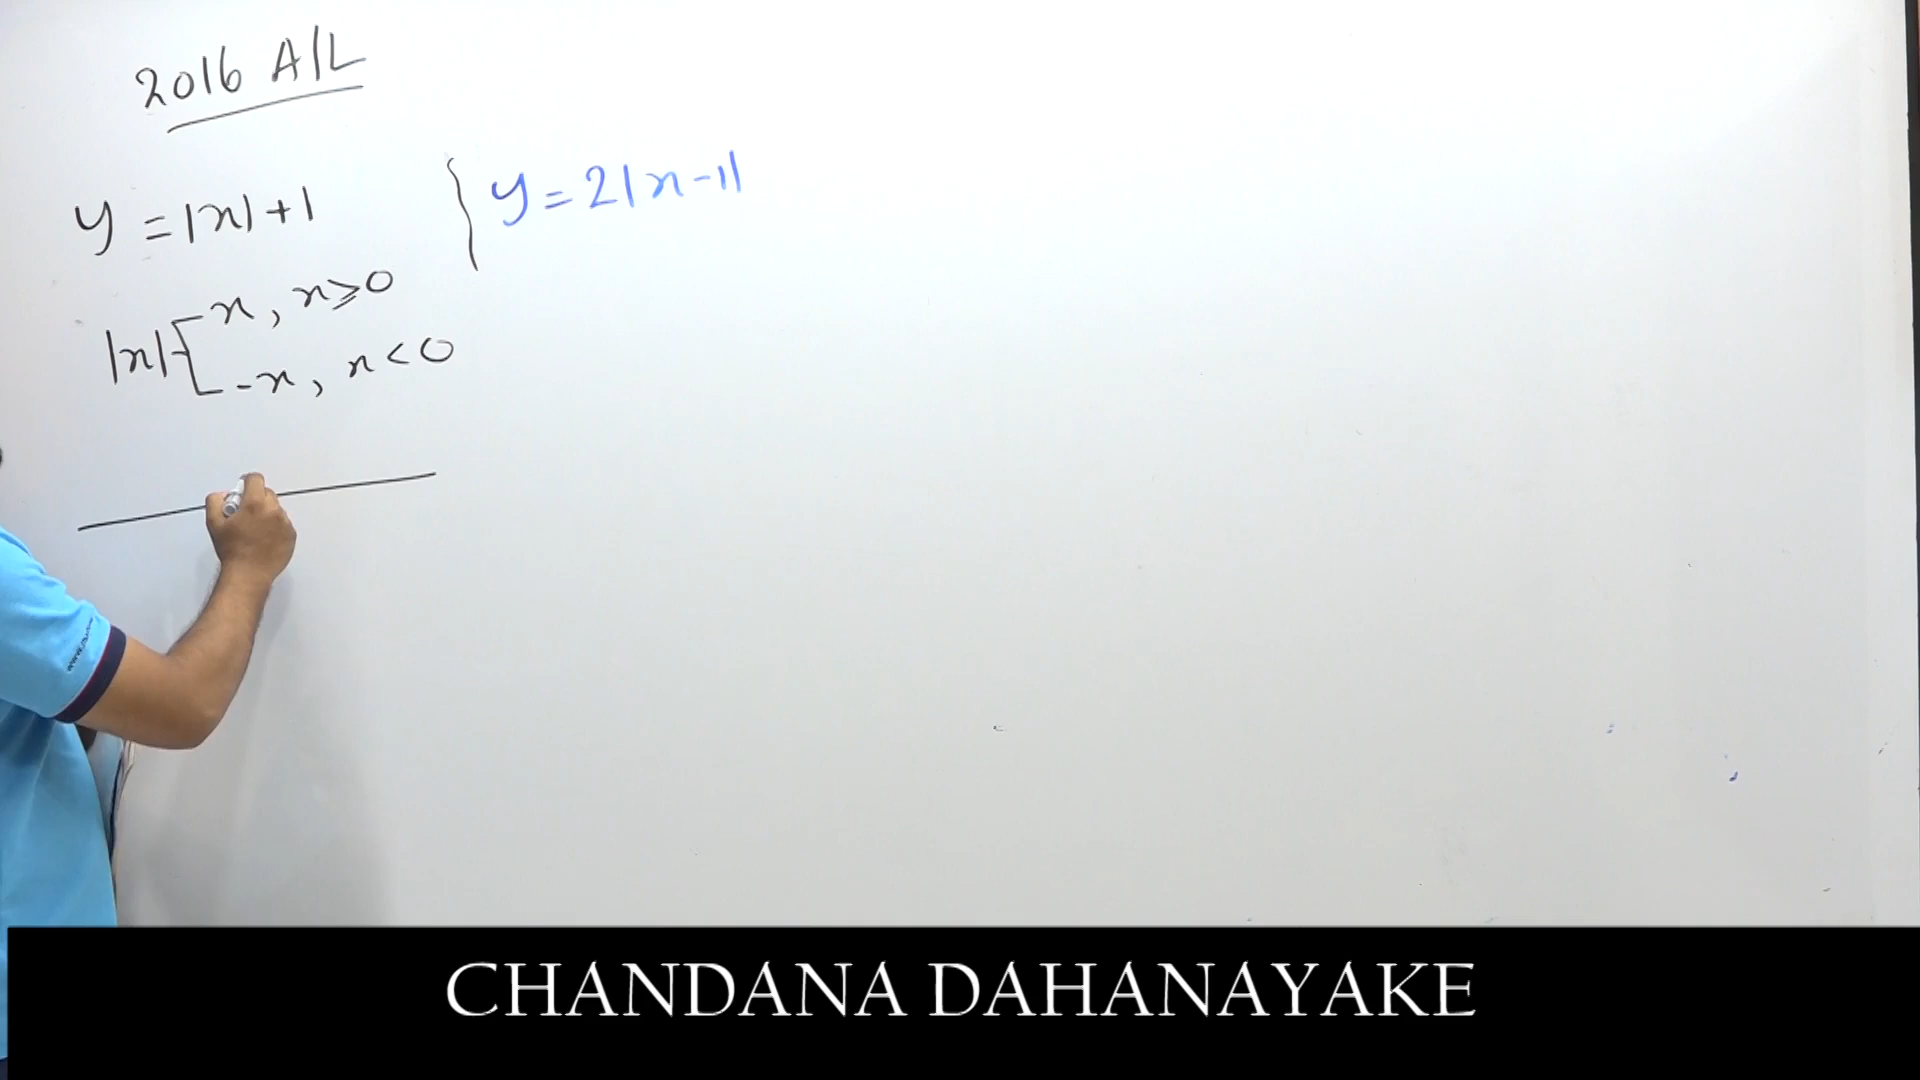 2016 A/L
y = |x| + 1
y = 2|x-1|
|x| x, x ≥ 0
-x, x < 0
CHANDANA DAHANAYAKE